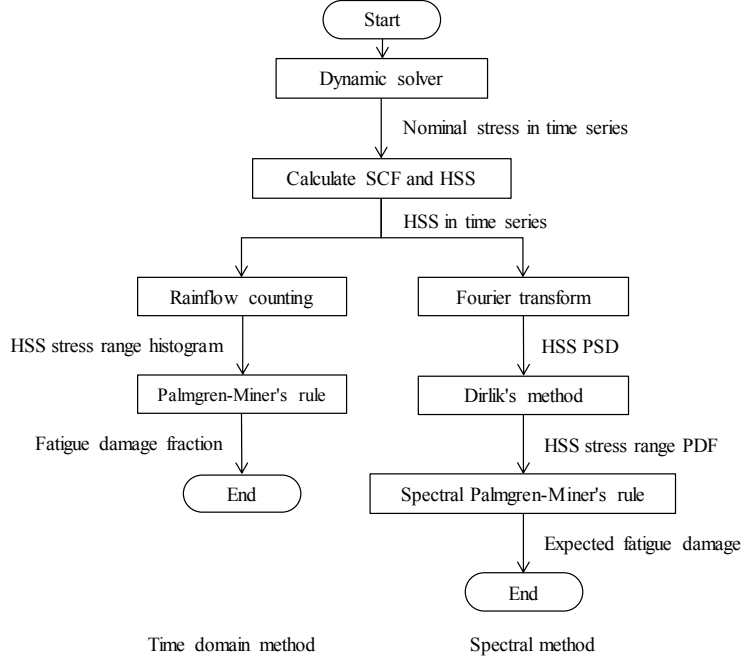 Start
Dynamic solver
Nominal stress in time series
Calculate SCF and HSS
HSS in time series
Rainflow counting
Fourier transform
HSS stress range histogram
HSS PSD
Palmgren-Miner's rule
Dirlik's method
Fatigue damage fraction
HSS stress range PDF
End
Spectral Palmgren-Miner's rule
Expected fatigue damage
End
Time domain method
Spectral method